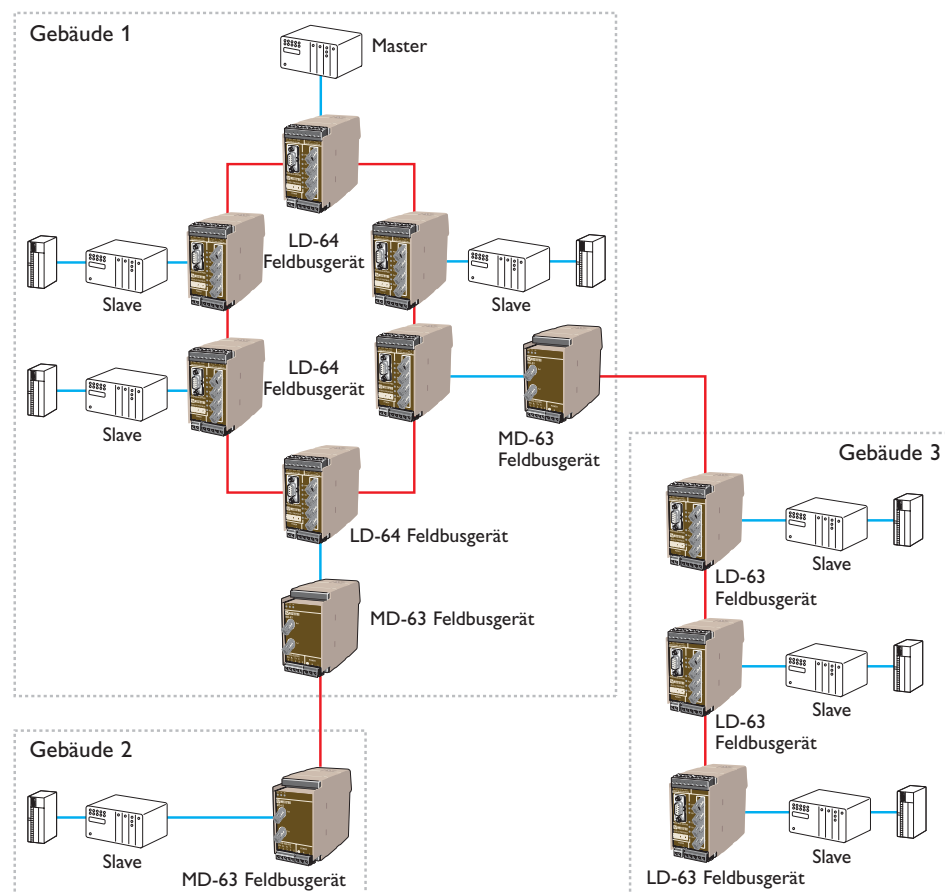 Gebäude 1
Master
LD-64
Feldbusgerät
Slave
Slave
LD-64
Feldbusgerät
Slave
MD-63
Feldbusgerät
LD-64 Feldbusgerät
MD-63 Feldbusgerät
Gebäude 3
Slave
LD-63
Feldbusgerät
Slave
LD-63
Feldbusgerät
Slave
LD-63 Feldbusgerät
Gebäude 2
Slave
MD-63 Feldbusgerät